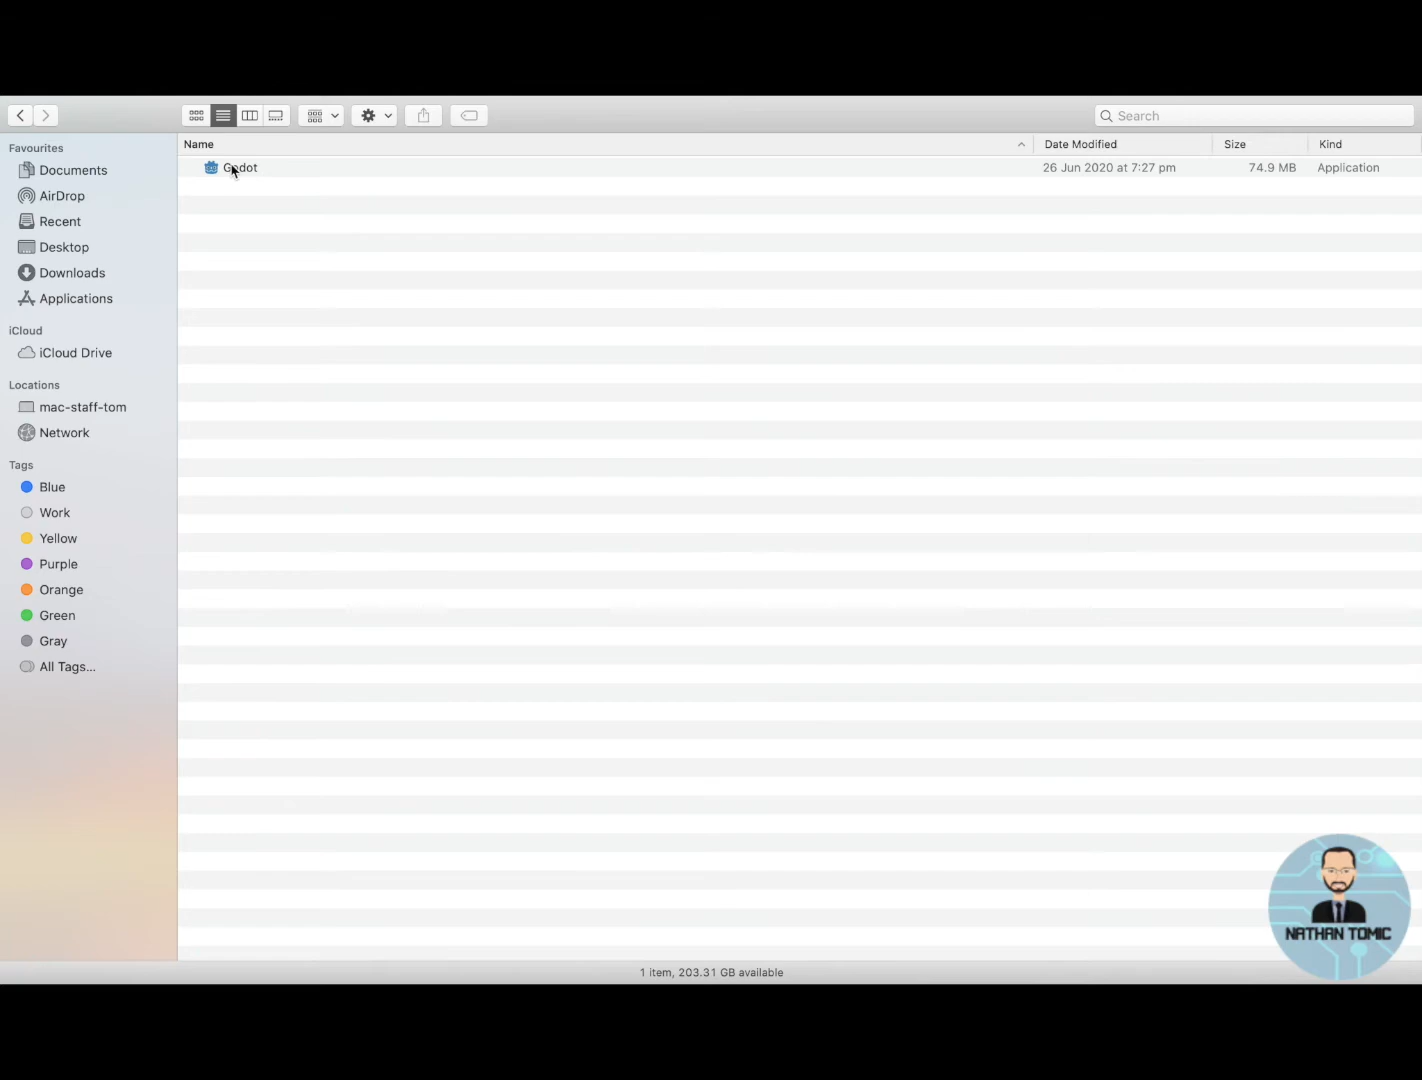 Search
Favourites
Documents
AirDrop
Recent
Desktop
Downloads
Applications
iCloud
iCloud Drive
Locations
mac-staff-tom
Network
Tags
Blue
Work
Yellow
Purple
Orange
Green
Gray
All Tags...
Name Date Modified Size Kind
Godot 26 Jun 2020 at 7:27 pm 74.9 MB Application
NATHAN TOMIC
1 item, 203.31 GB available